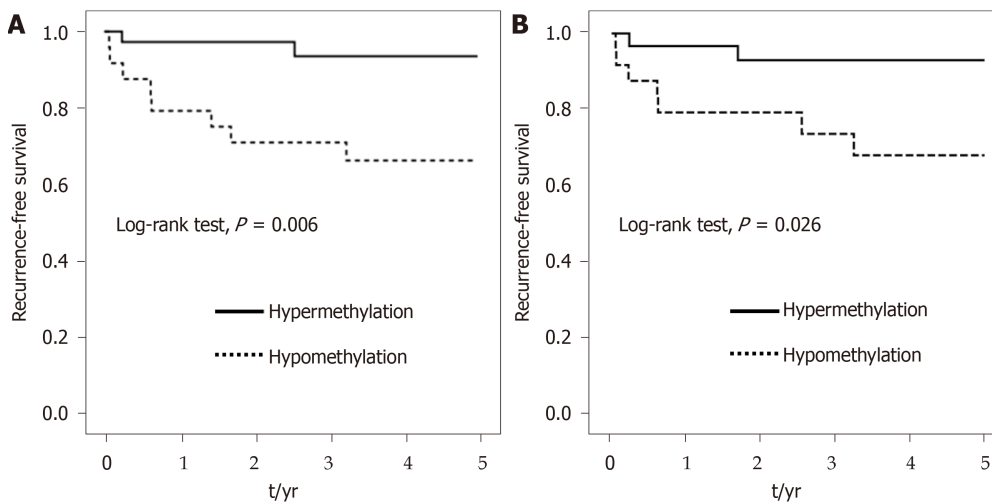 A
Recurrence-free survival
1.0
0.8
0.6
0.4
0.2
0.0
Log-rank test, P = 0.006
Hypermethylation
Hypomethylation
0 1 2 3 4 5
t/yr
B
Recurrence-free survival
1.0
0.8
0.6
0.4
0.2
0.0
Log-rank test, P = 0.026
Hypermethylation
Hypomethylation
0 1 2 3 4 5
t/yr